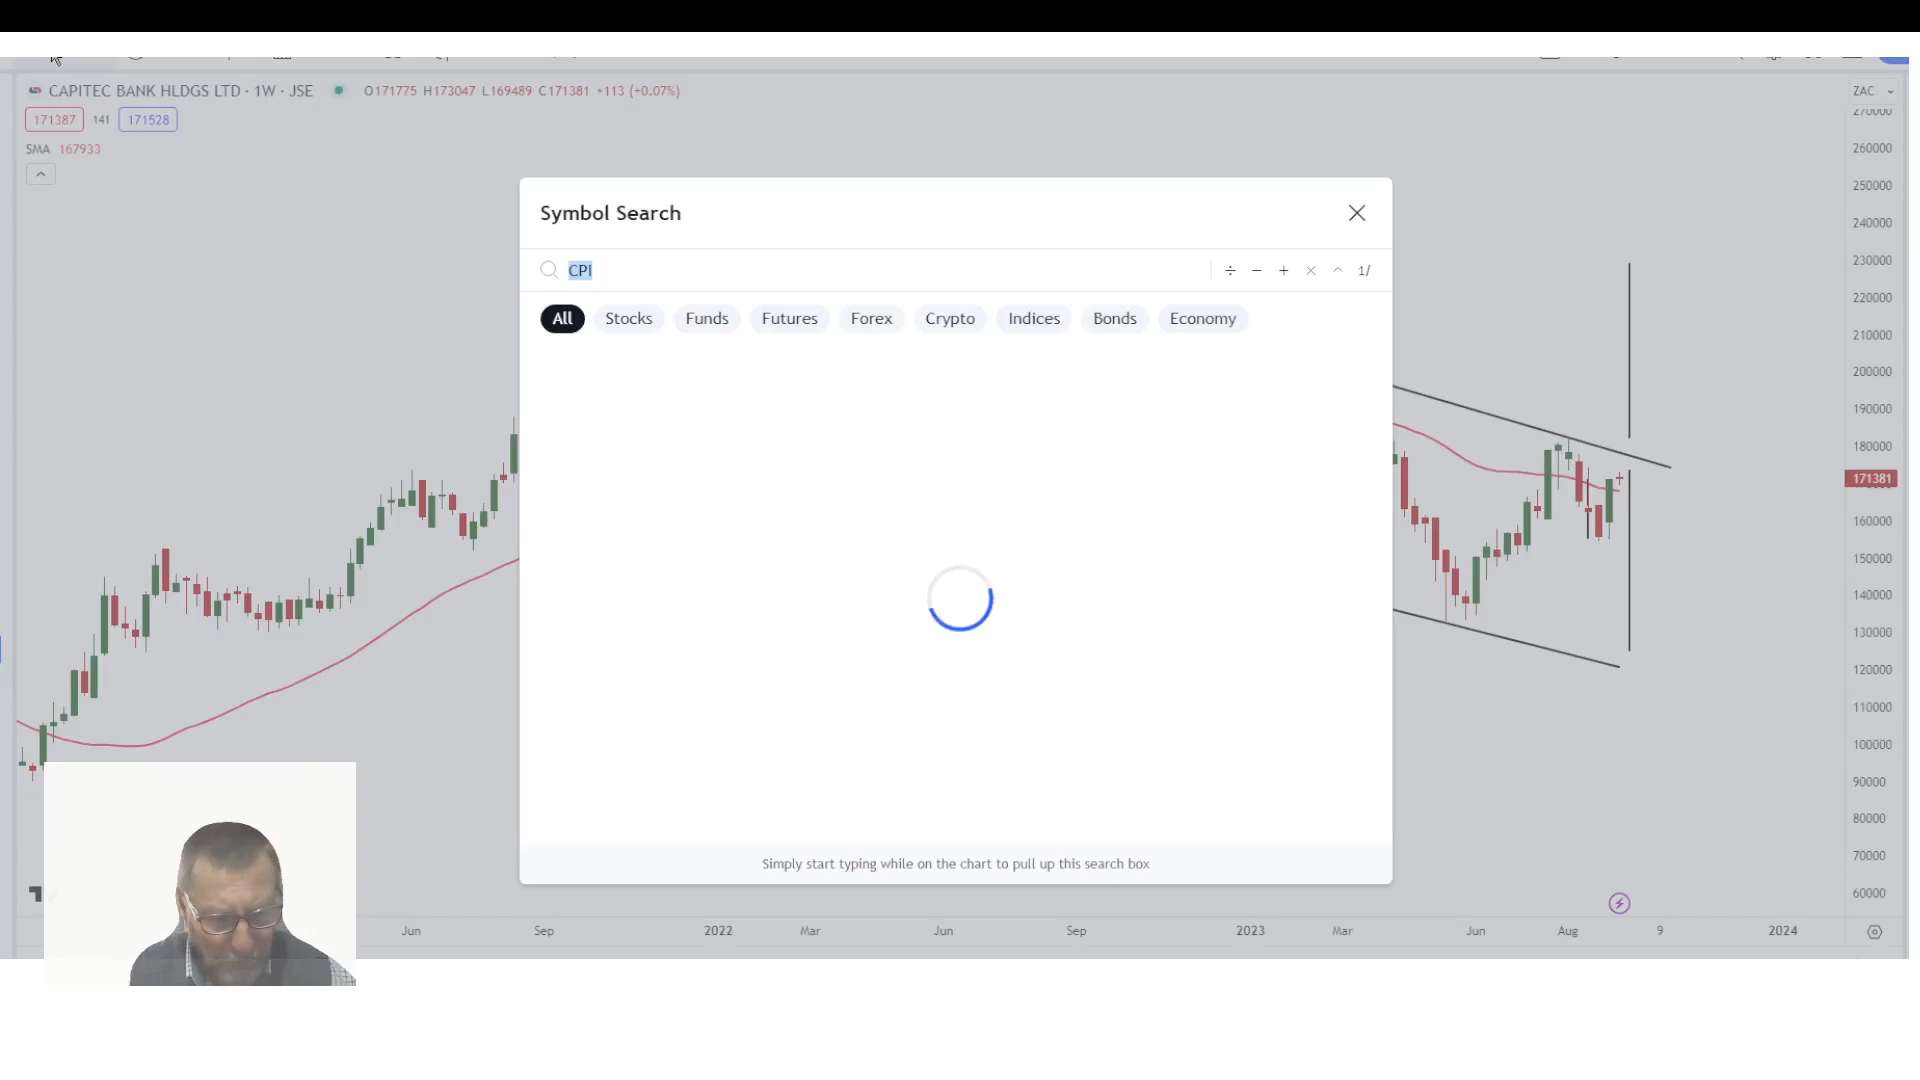 CAPITEC BANK HLDGS LTD · 1W · JSE O171775 H173047 L169489 C171381 +113 (+0.07%)
171387 141 171528
SMA 167933
Symbol Search
CPI
÷ − + × ^ 1/
All Stocks Funds Futures Forex Crypto Indices Bonds Economy
Simply start typing while on the chart to pull up this search box
ZAC
270000
260000
250000
240000
230000
220000
210000
200000
190000
180000
171381
160000
150000
140000
130000
120000
110000
100000
90000
80000
70000
60000
Jun Sep 2022 Mar Jun Sep 2023 Mar Jun Aug 9 2024